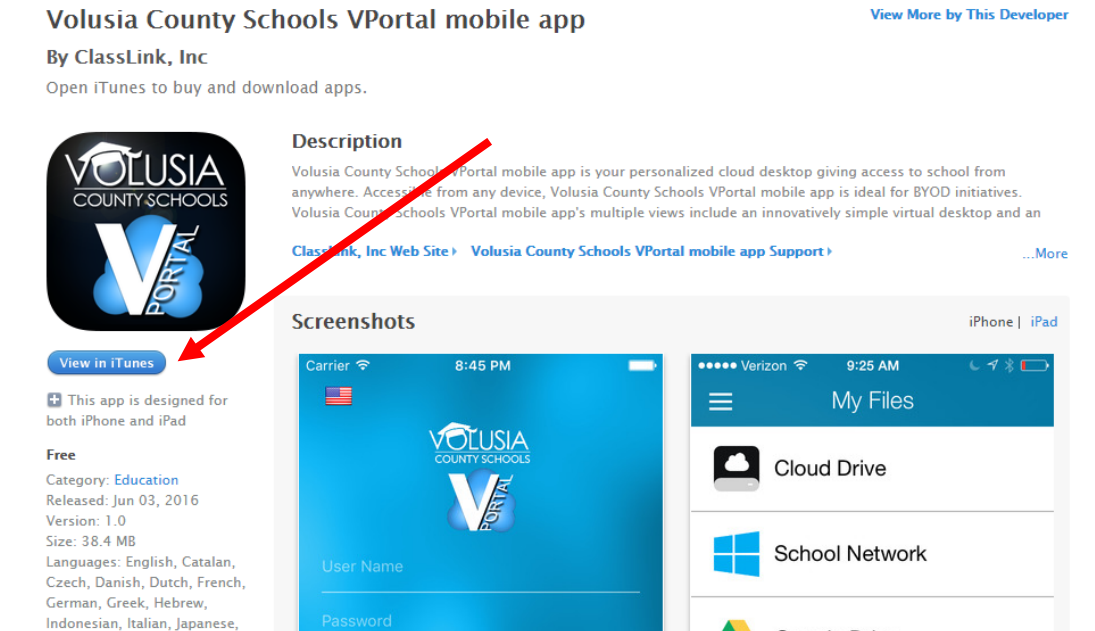 Volusia County Schools VPortal mobile app
View More by This Developer
By ClassLink, Inc
Open iTunes to buy and download apps.
VOLUSIA
COUNTY SCHOOLS
V
PORTAL
Description
Volusia County Schools VPortal mobile app is your personalized cloud desktop giving access to school from
anywhere. Accessible from any device, Volusia County Schools VPortal mobile app is ideal for BYOD initiatives.
Volusia County Schools VPortal mobile app's multiple views include an innovatively simple virtual desktop and an
ClassLink, Inc Web Site Volusia County Schools VPortal mobile app Support
...More
View in iTunes
This app is designed for
both iPhone and iPad
Free
Category: Education
Released: Jun 03, 2016
Version: 1.0
Size: 38.4 MB
Languages: English, Catalan,
Czech, Danish, Dutch, French,
German, Greek, Hebrew,
Indonesian, Italian, Japanese,
Screenshots
iPhone | iPad
Carrier 8:45 PM
VOLUSIA
COUNTY SCHOOLS
V
PORTAL
User Name
Password
Verizon 9:25 AM
My Files
Cloud Drive
School Network